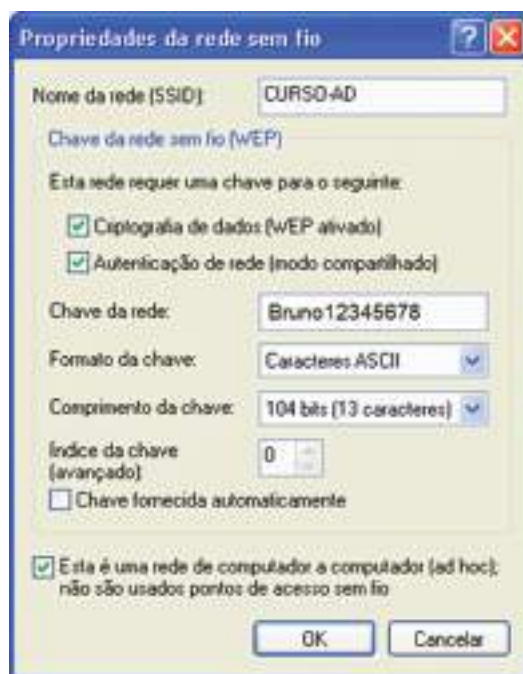 Propriedades da rede sem fio
Nome da rede (SSID): CURSO-AD
Chave da rede sem fio (WEP)
Esta rede requer uma chave para o seguinte:
Criptografia de dados (WEP ativado)
Autenticação de rede (modo compartilhado)
Chave da rede: Bruno12345678
Formato da chave: Caracteres ASCII
Comprimento da chave: 104 bits (13 caracteres)
Índice da chave 0
(avançado):
Chave fornecida automaticamente
Esta é uma rede de computador a computador (ad hoc);
não são usados pontos de acesso sem fio
OK Cancelar